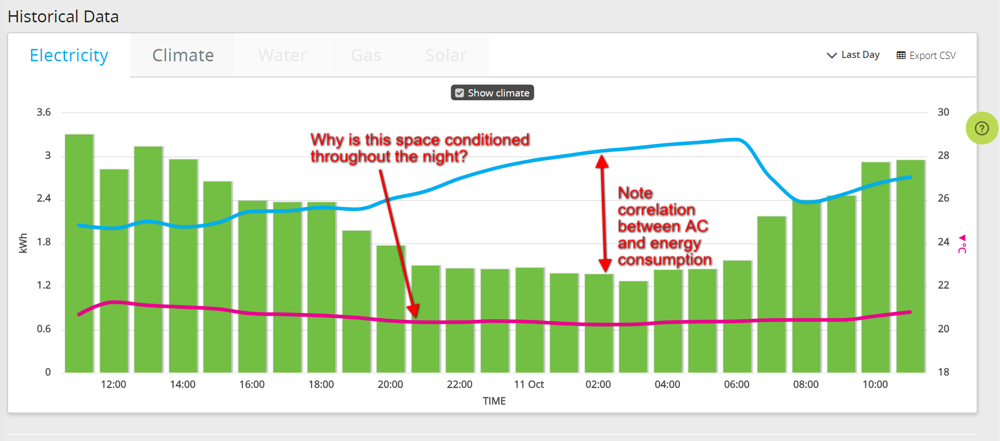 Historical Data
Electricity Climate Water Gas Solar Last Day Export CSV
Show climate
3.6
3
2.4
1.8
1.2
0.6
0
kWh
Why is this space conditioned
throughout the night?
Note
correlation
between AC
and energy
consumption
30
28
26
24
22
20
18
°C
?
12:00 14:00 16:00 18:00 20:00 22:00 11 Oct 02:00 04:00 06:00 08:00 10:00
TIME